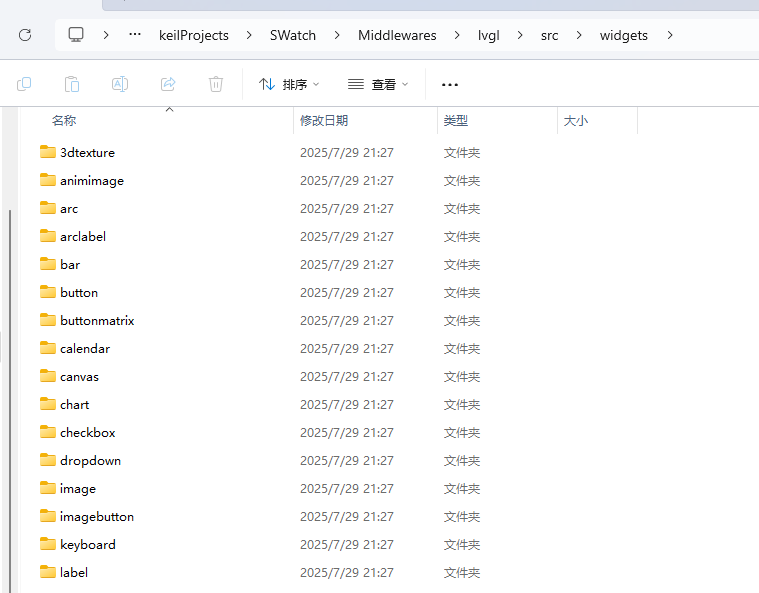 ··· keilProjects SWatch Middlewares lvgl src widgets
排序 查看 ···
名称 修改日期 类型 大小
3dtexture 2025/7/29 21:27 文件夹
animimage 2025/7/29 21:27 文件夹
arc 2025/7/29 21:27 文件夹
arclabel 2025/7/29 21:27 文件夹
bar 2025/7/29 21:27 文件夹
button 2025/7/29 21:27 文件夹
buttonmatrix 2025/7/29 21:27 文件夹
calendar 2025/7/29 21:27 文件夹
canvas 2025/7/29 21:27 文件夹
chart 2025/7/29 21:27 文件夹
checkbox 2025/7/29 21:27 文件夹
dropdown 2025/7/29 21:27 文件夹
image 2025/7/29 21:27 文件夹
imagebutton 2025/7/29 21:27 文件夹
keyboard 2025/7/29 21:27 文件夹
label 2025/7/29 21:27 文件夹